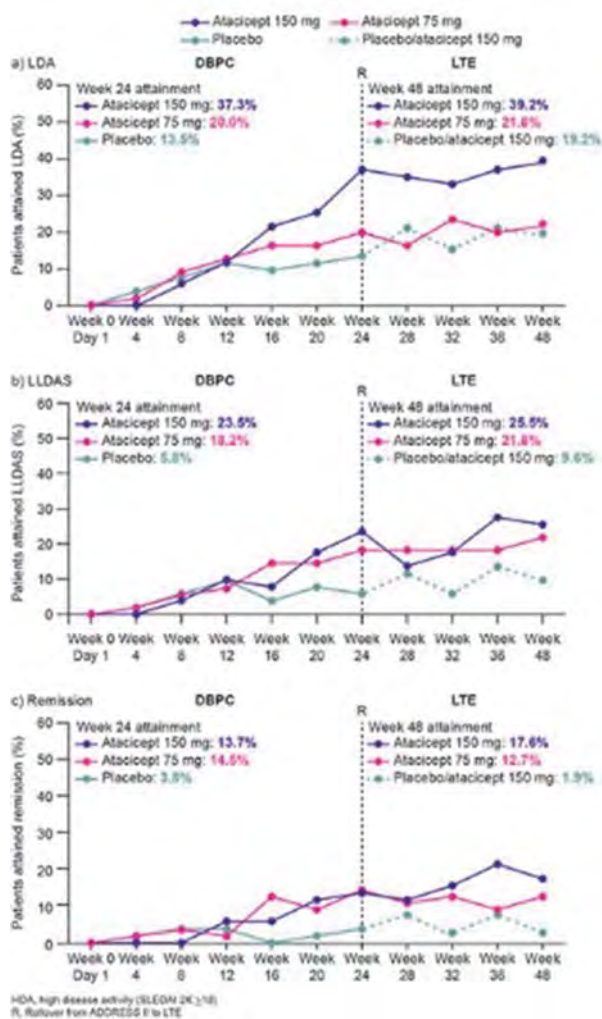 Atacicept 150 mg Atacicept 75 mg
Placebo Placebo/atacicept 150 mg
a) LDA DBPC LTE
R
Patients attained LDA (%)
60
50
40
30
20
10
0
Week 24 attainment
Atacicept 150 mg: 37.3%
Atacicept 75 mg: 20.0%
Placebo: 13.5%
Week 48 attainment
Atacicept 150 mg: 39.2%
Atacicept 75 mg: 21.8%
Placebo/atacicept 150 mg: 19.2%
Week 0 Week Week Week Week Week Week Week Week Week Week Week Week
Day 1 4 8 12 16 20 24 28 32 36 40 48
b) LLDAS DBPC LTE
R
Patients attained LLDAS (%)
60
50
40
30
20
10
0
Week 24 attainment
Atacicept 150 mg: 23.5%
Atacicept 75 mg: 18.2%
Placebo: 5.8%
Week 48 attainment
Atacicept 150 mg: 25.5%
Atacicept 75 mg: 21.8%
Placebo/atacicept 150 mg: 9.6%
Week 0 Week Week Week Week Week Week Week Week Week Week
Day 1 4 8 12 16 20 24 28 32 36 48
c) Remission DBPC LTE
R
Patients attained remission (%)
60
50
40
30
20
10
0
Week 24 attainment
Atacicept 150 mg: 13.7%
Atacicept 75 mg: 14.5%
Placebo: 3.8%
Week 48 attainment
Atacicept 150 mg: 17.6%
Atacicept 75 mg: 12.7%
Placebo/atacicept 150 mg: 1.9%
Week 0 Week Week Week Week Week Week Week Week Week Week
Day 1 4 8 12 16 20 24 28 32 36 48
HDA, high disease activity (SLEDAI 2K ≥10)
R, Rollover from ADDRESS II to LTE